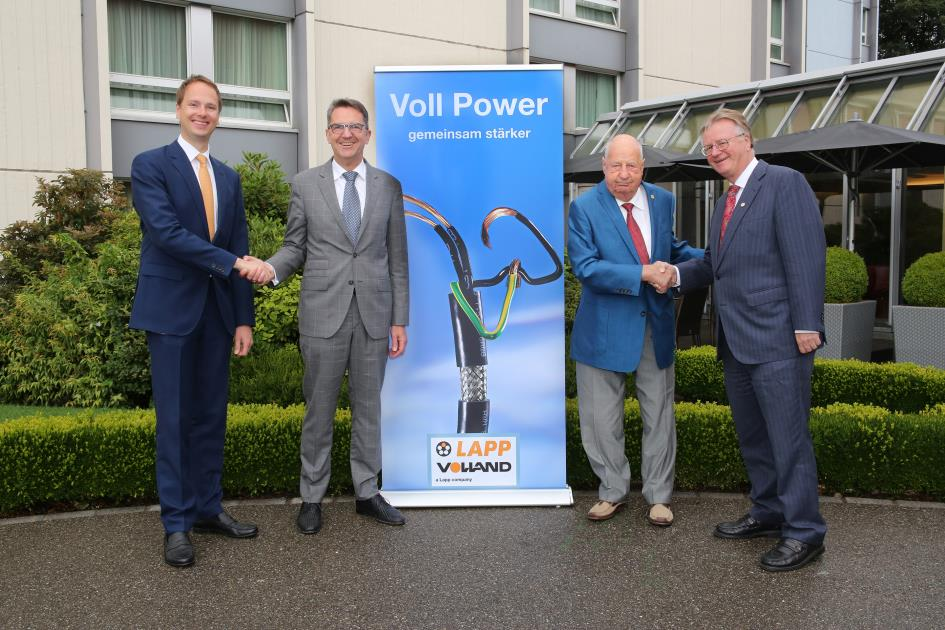 Voll Power
gemeinsam stärker
LAPP
VOLLAND
a Lapp company